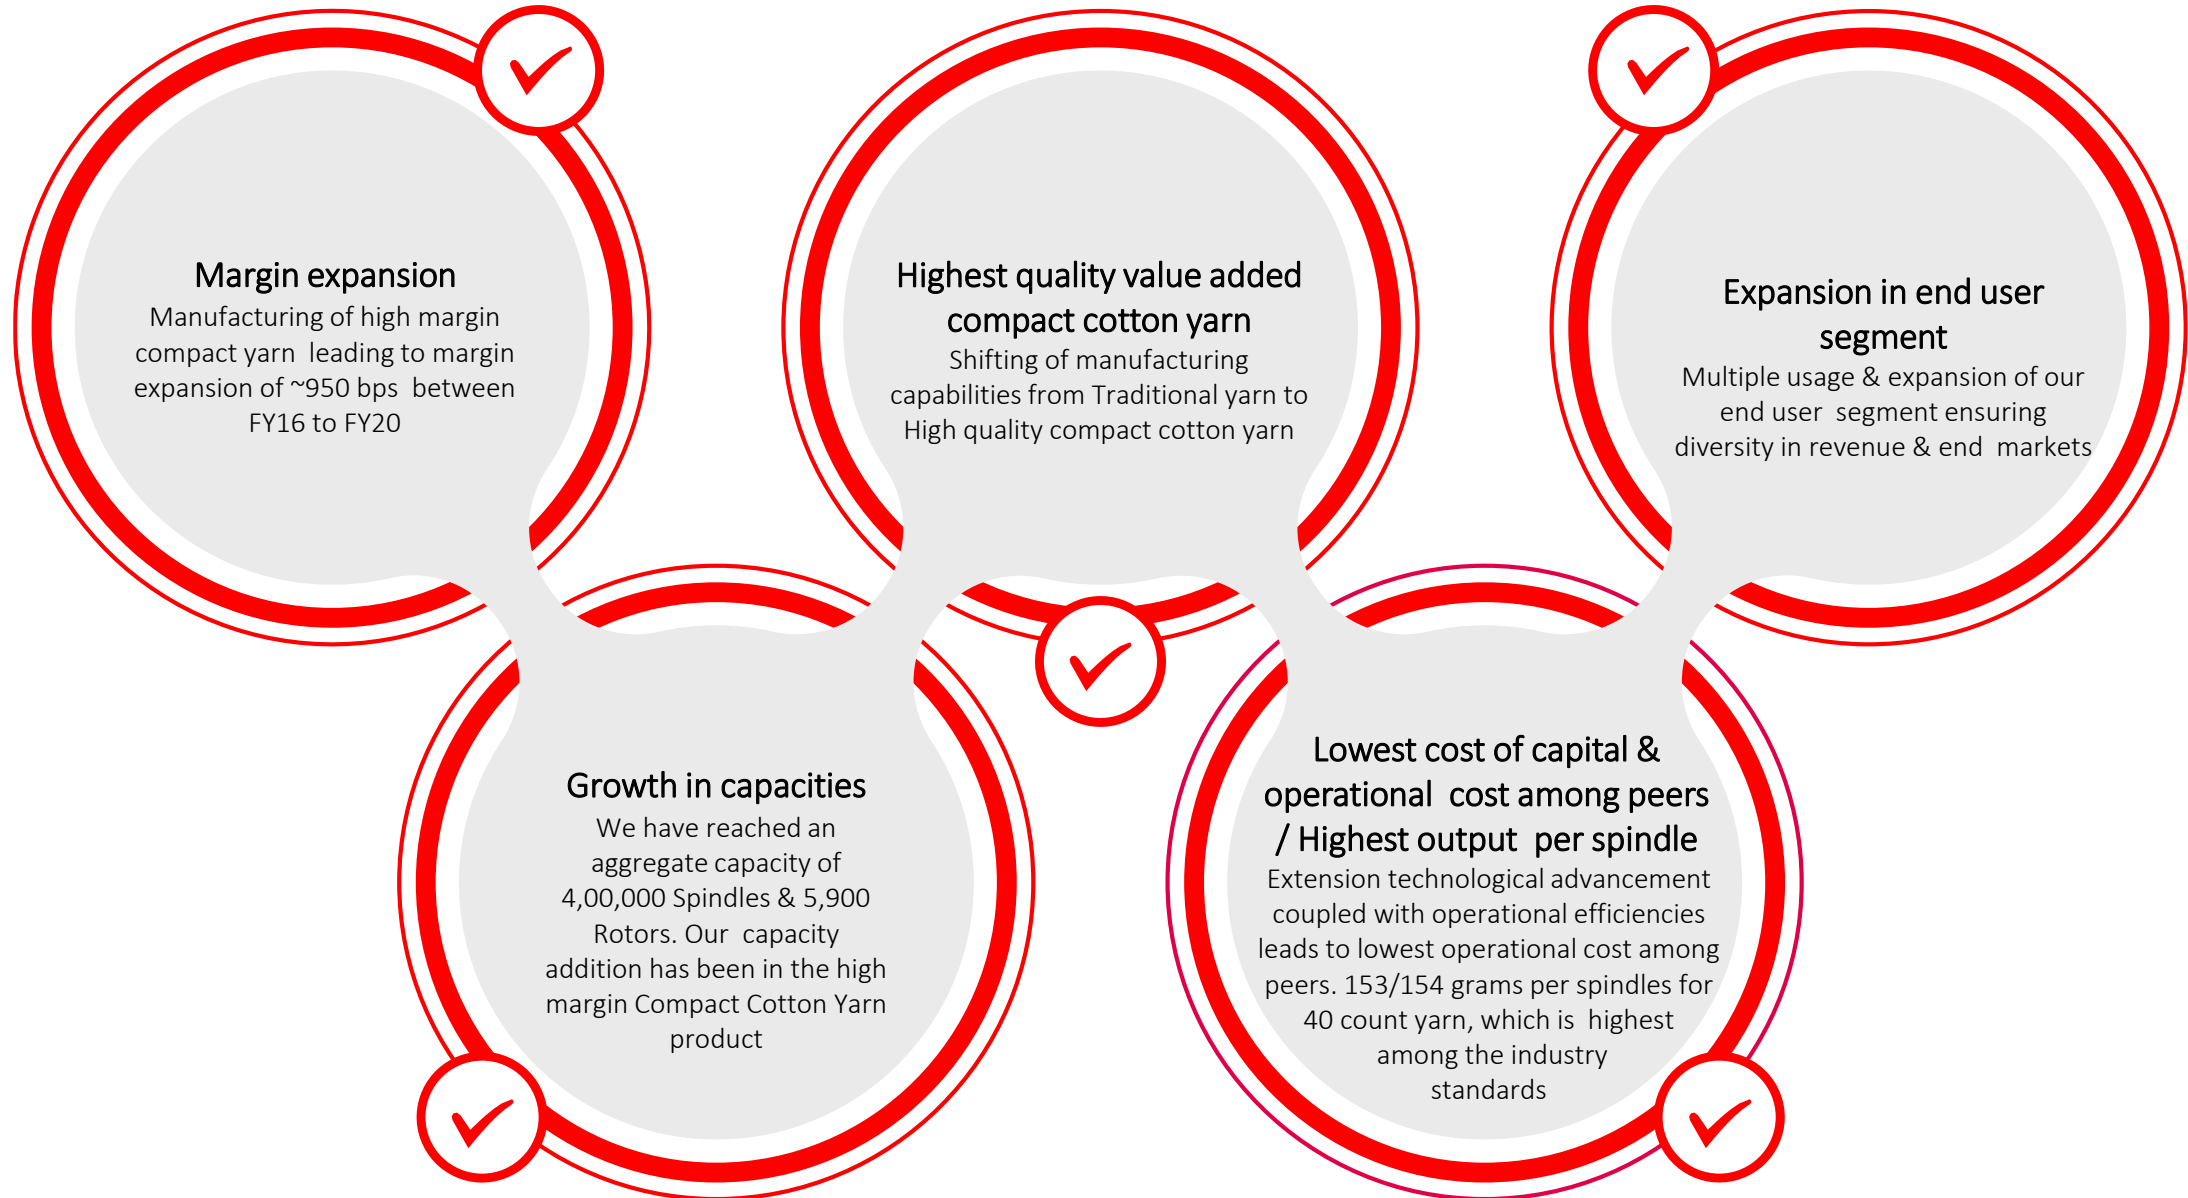 Margin expansion
Manufacturing of high margin
compact yarn leading to margin
expansion of ~950 bps between
FY16 to FY20
Highest quality value added
compact cotton yarn
Shifting of manufacturing
capabilities from Traditional yarn to
High quality compact cotton yarn
Expansion in end user
segment
Multiple usage & expansion of our
end user segment ensuring
diversity in revenue & end markets
Growth in capacities
We have reached an
aggregate capacity of
4,00,000 Spindles & 5,900
Rotors. Our capacity
addition has been in the high
margin Compact Cotton Yarn
product
Lowest cost of capital &
operational cost among peers
/ Highest output per spindle
Extension technological advancement
coupled with operational efficiencies
leads to lowest operational cost among
peers. 153/154 grams per spindles for
40 count yarn, which is highest
among the industry
standards